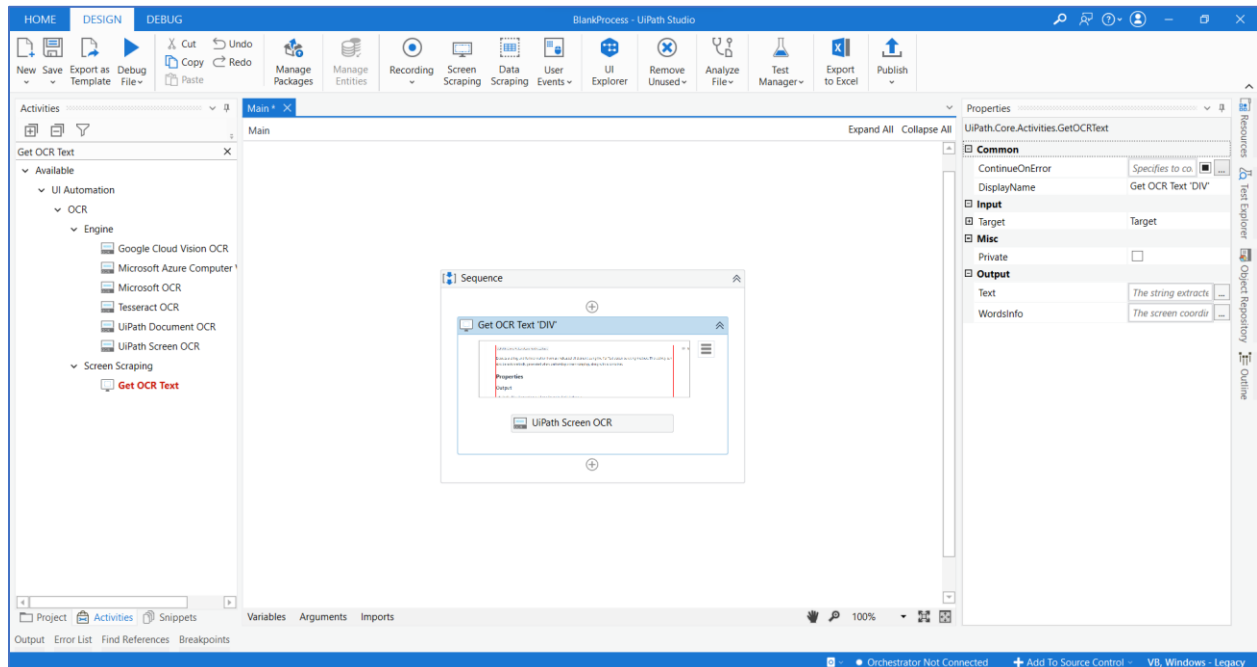 HOME DESIGN DEBUG BlankProcess - UiPath Studio
New Save Export as Template Debug File Cut Copy Paste Undo Redo Manage Packages Manage Entities Recording Screen Scraping Data Scraping User Events UI Explorer Remove Unused Analyze File Test Manager Export to Excel Publish
Activities
Get OCR Text
Available
UI Automation
OCR
Engine
Google Cloud Vision OCR
Microsoft Azure Computer
Microsoft OCR
Tesseract OCR
UiPath Document OCR
UiPath Screen OCR
Screen Scraping
Get OCR Text
Project Activities Snippets
Output Error List Find References Breakpoints
Main *
Main Expand All Collapse All
Sequence
Get OCR Text 'DIV'
Properties
Output
UiPath Screen OCR
Variables Arguments Imports 100%
Properties
UiPath.Core.Activities.GetOCRText
Common
ContinueOnError Specifies to co. ...
DisplayName Get OCR Text 'DIV'
Input
Target Target
Misc
Private
Output
Text The string extracte ...
WordsInfo The screen coordin ...
Resources
Test Explorer
Object Repository
Outline
Orchestrator Not Connected Add To Source Control VB, Windows - Legacy